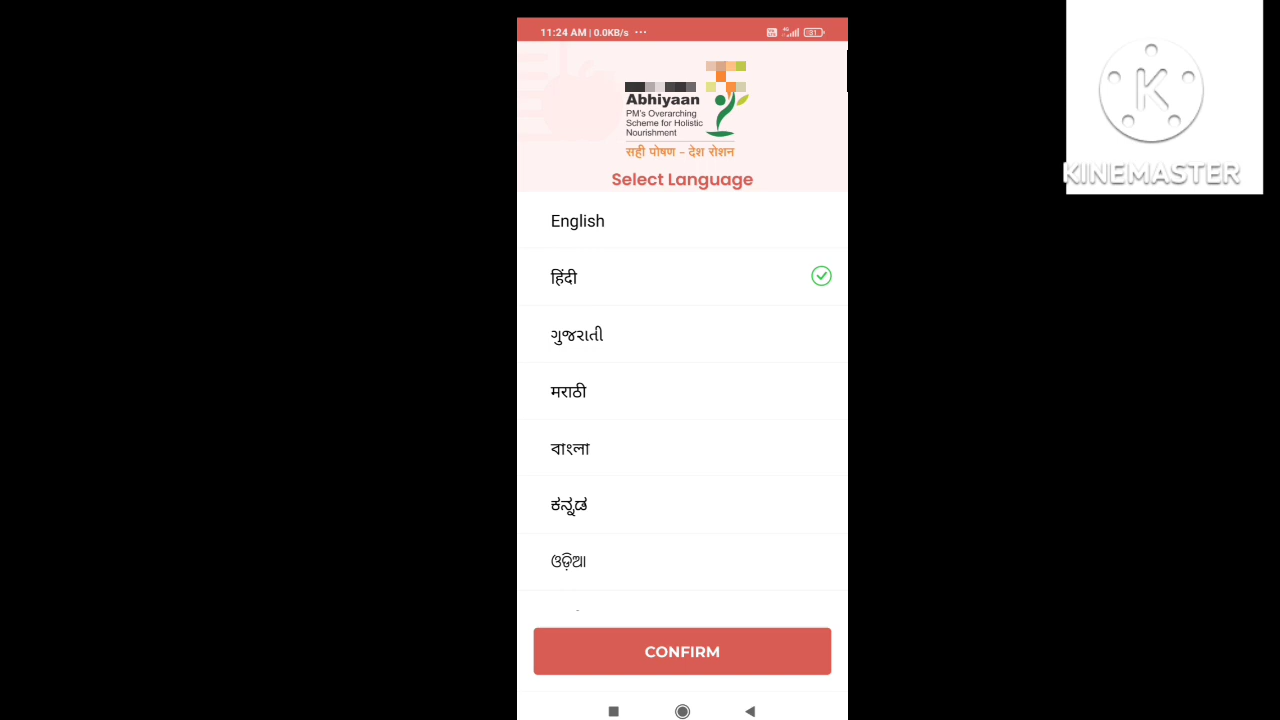 11:24 AM | 0.0KB/s ...
Abhiyaan
PM's Overarching
Scheme for Holistic
Nourishment
सही पोषण - देश रोशन
Select Language
English
हिंदी
ગુજરાતી
मराठी
বাংলা
ಕನ್ನಡ
ଓଡ଼ିଆ
CONFIRM
K
KINEMASTER